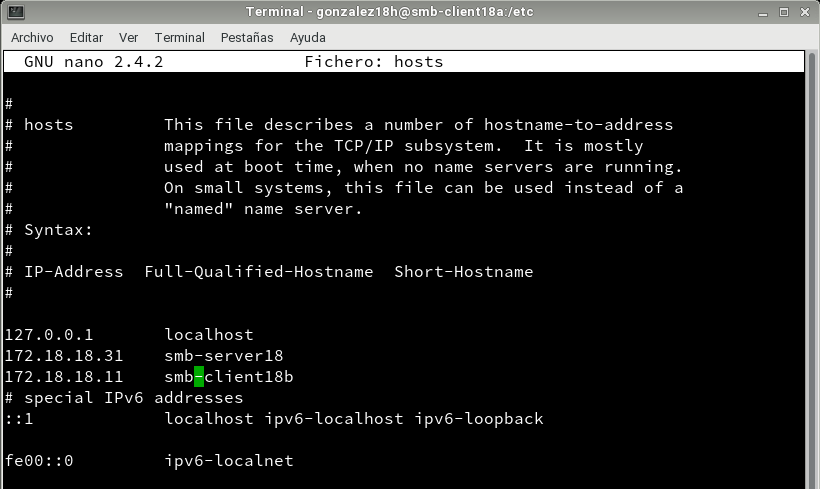 Terminal - gonzalez18h@smb-client18a:/etc
Archivo Editar Ver Terminal Pestañas Ayuda
GNU nano 2.4.2 Fichero: hosts
#
# hosts This file describes a number of hostname-to-address
# mappings for the TCP/IP subsystem. It is mostly
# used at boot time, when no name servers are running.
# On small systems, this file can be used instead of a
# "named" name server.
# Syntax:
#
# IP-Address Full-Qualified-Hostname Short-Hostname
#
127.0.0.1 localhost
172.18.18.31 smb-server18
172.18.18.11 smb-client18b
# special IPv6 addresses
::1 localhost ipv6-localhost ipv6-loopback
fe00::0 ipv6-localnet